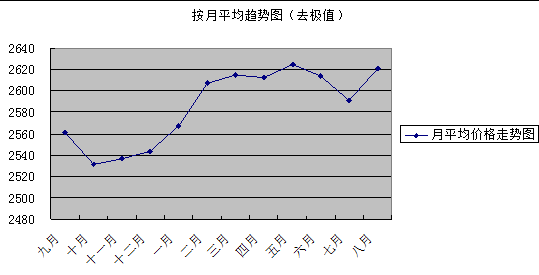 按月平均趋势图（去极值）
2640
2620
2600
2580
2560
2540
2520
2500
2480
九月
十月
十一月
十二月
一月
二月
三月
四月
五月
六月
七月
八月
月平均价格走势图